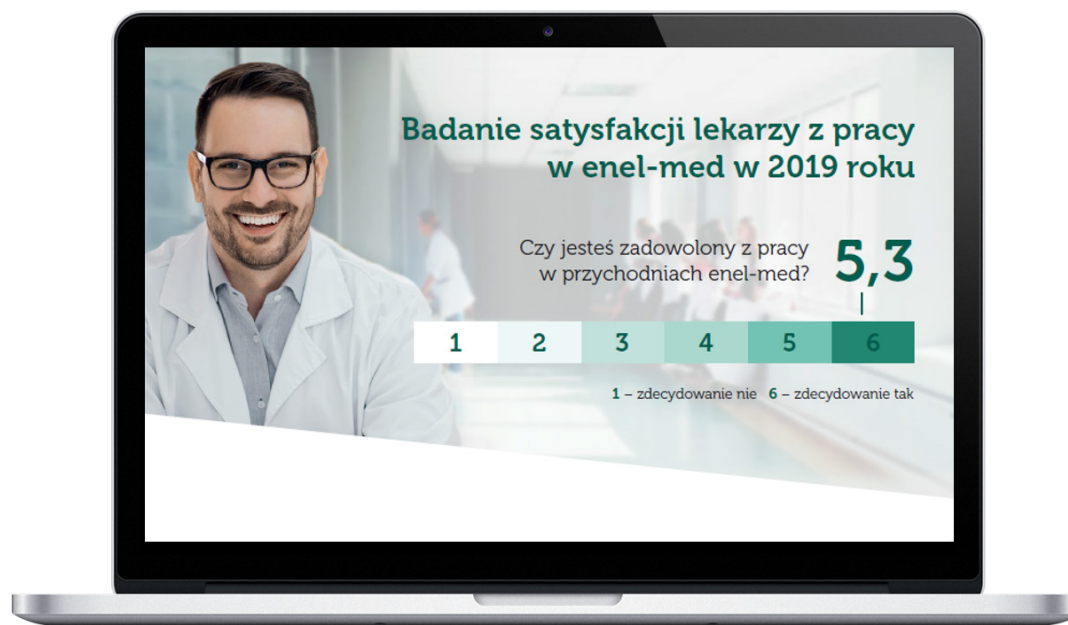 Badanie satysfakcji lekarzy z pracy
w enel-med w 2019 roku
Czy jesteś zadowolony z pracy
w przychodniach enel-med?
5,3
1 2 3 4 5 6
1 – zdecydowanie nie 6 – zdecydowanie tak